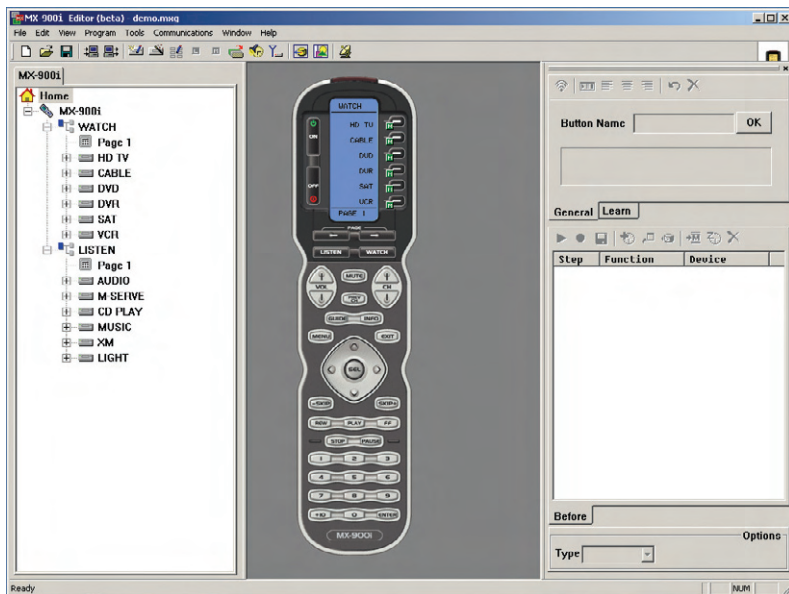 MX-900i Editor (beta) - demo.mxg
File Edit View Program Tools Communications Window Help
MX-900i
Home
MX-900i
WATCH
Page 1
HD TV
CABLE
DVD
DVR
SAT
VCR
LISTEN
Page 1
AUDIO
M-SERVE
CD PLAY
MUSIC
XM
LIGHT
WATCH
ON
HD TV
CABLE
DVD
DVR
OFF
SAT
VCR
PAGE 1
PAGE
LISTEN WATCH
VOL MUTE CH
GUIDE INFO
MENU EXIT
SEL
-SKIP SKIP+
REW PLAY FF
STOP PAUSE
1 2 3
4 5 6
7 8 9
+10 0 ENTER
MX-900i
Button Name OK
General Learn
Step Function Device
Before
Options
Type
Ready NUM